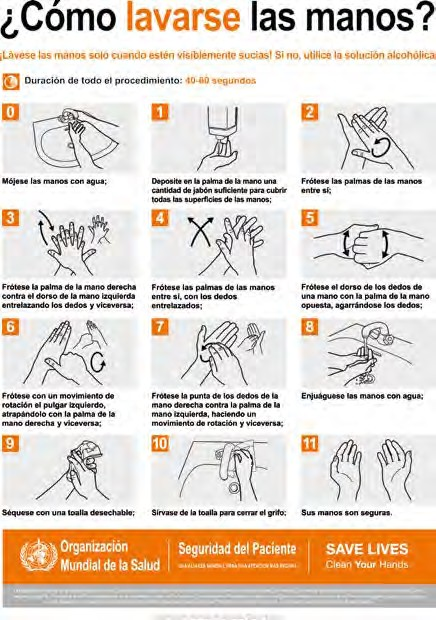 ¿Cómo lavarse las manos?
¡Lávese las manos solo cuando estén visiblemente sucias! Si no, utilice la solución alcohólica
Duración de todo el procedimiento: 40-60 segundos
0
1
2
Mójese las manos con agua;
Deposite en la palma de la mano una
cantidad de jabón suficiente para cubrir
todas las superficies de las manos;
Frótese las palmas de las manos
entre sí;
3
4
5
Frótese la palma de la mano derecha
contra el dorso de la mano izquierda
entrelazando los dedos y viceversa;
Frótese las palmas de las manos
entre sí, con los dedos
entrelazados;
Frótese el dorso de los dedos de
una mano con la palma de la mano
opuesta, agarrándose los dedos;
6
7
8
Frótese con un movimiento de
rotación el pulgar izquierdo,
atrapándolo con la palma de la
mano derecha y viceversa;
Frótese la punta de los dedos de la
mano derecha contra la palma de la
mano izquierda, haciendo un
movimiento de rotación y viceversa;
Enjuáguese las manos con agua;
9
10
11
Séquese con una toalla desechable;
Sírvase de la toalla para cerrar el grifo;
Sus manos son seguras.
Organización
Mundial de la Salud
Seguridad del Paciente
SAVE LIVES
Clean Your Hands